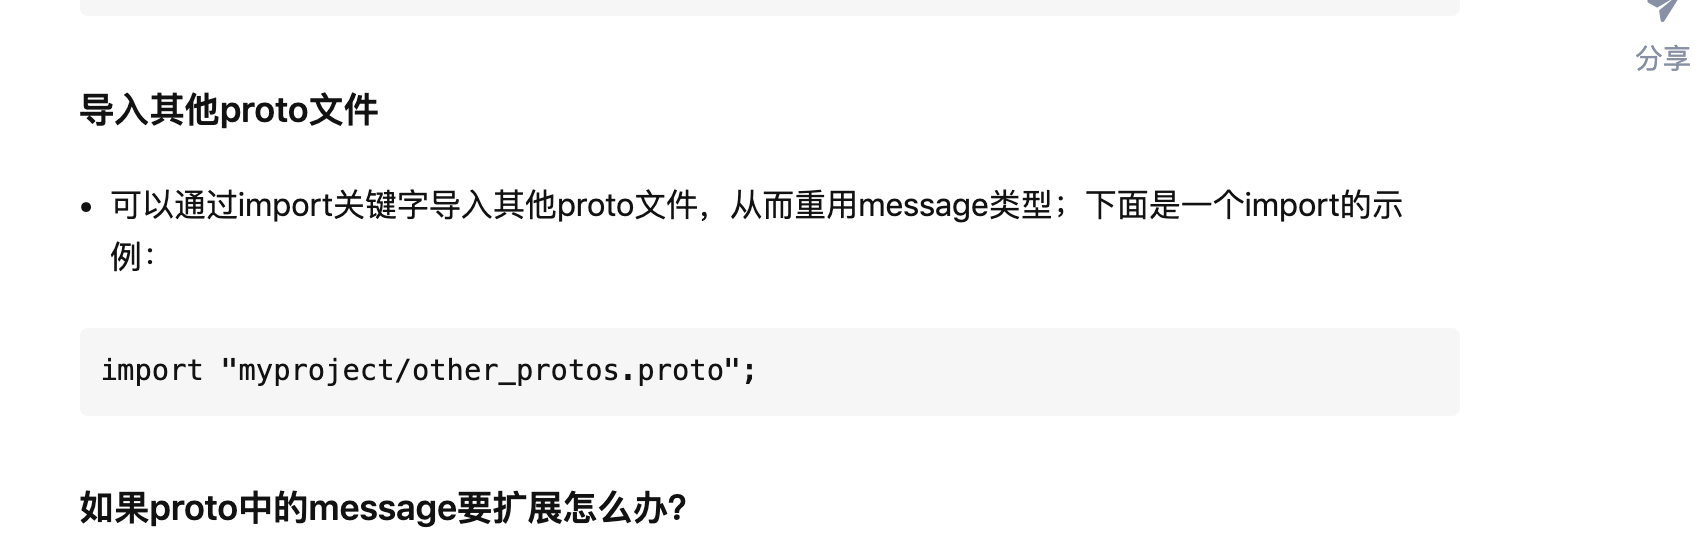 分享
导入其他proto文件
• 可以通过import关键字导入其他proto文件，从而重用message类型；下面是一个import的示
例：
import "myproject/other_protos.proto";
如果proto中的message要扩展怎么办?